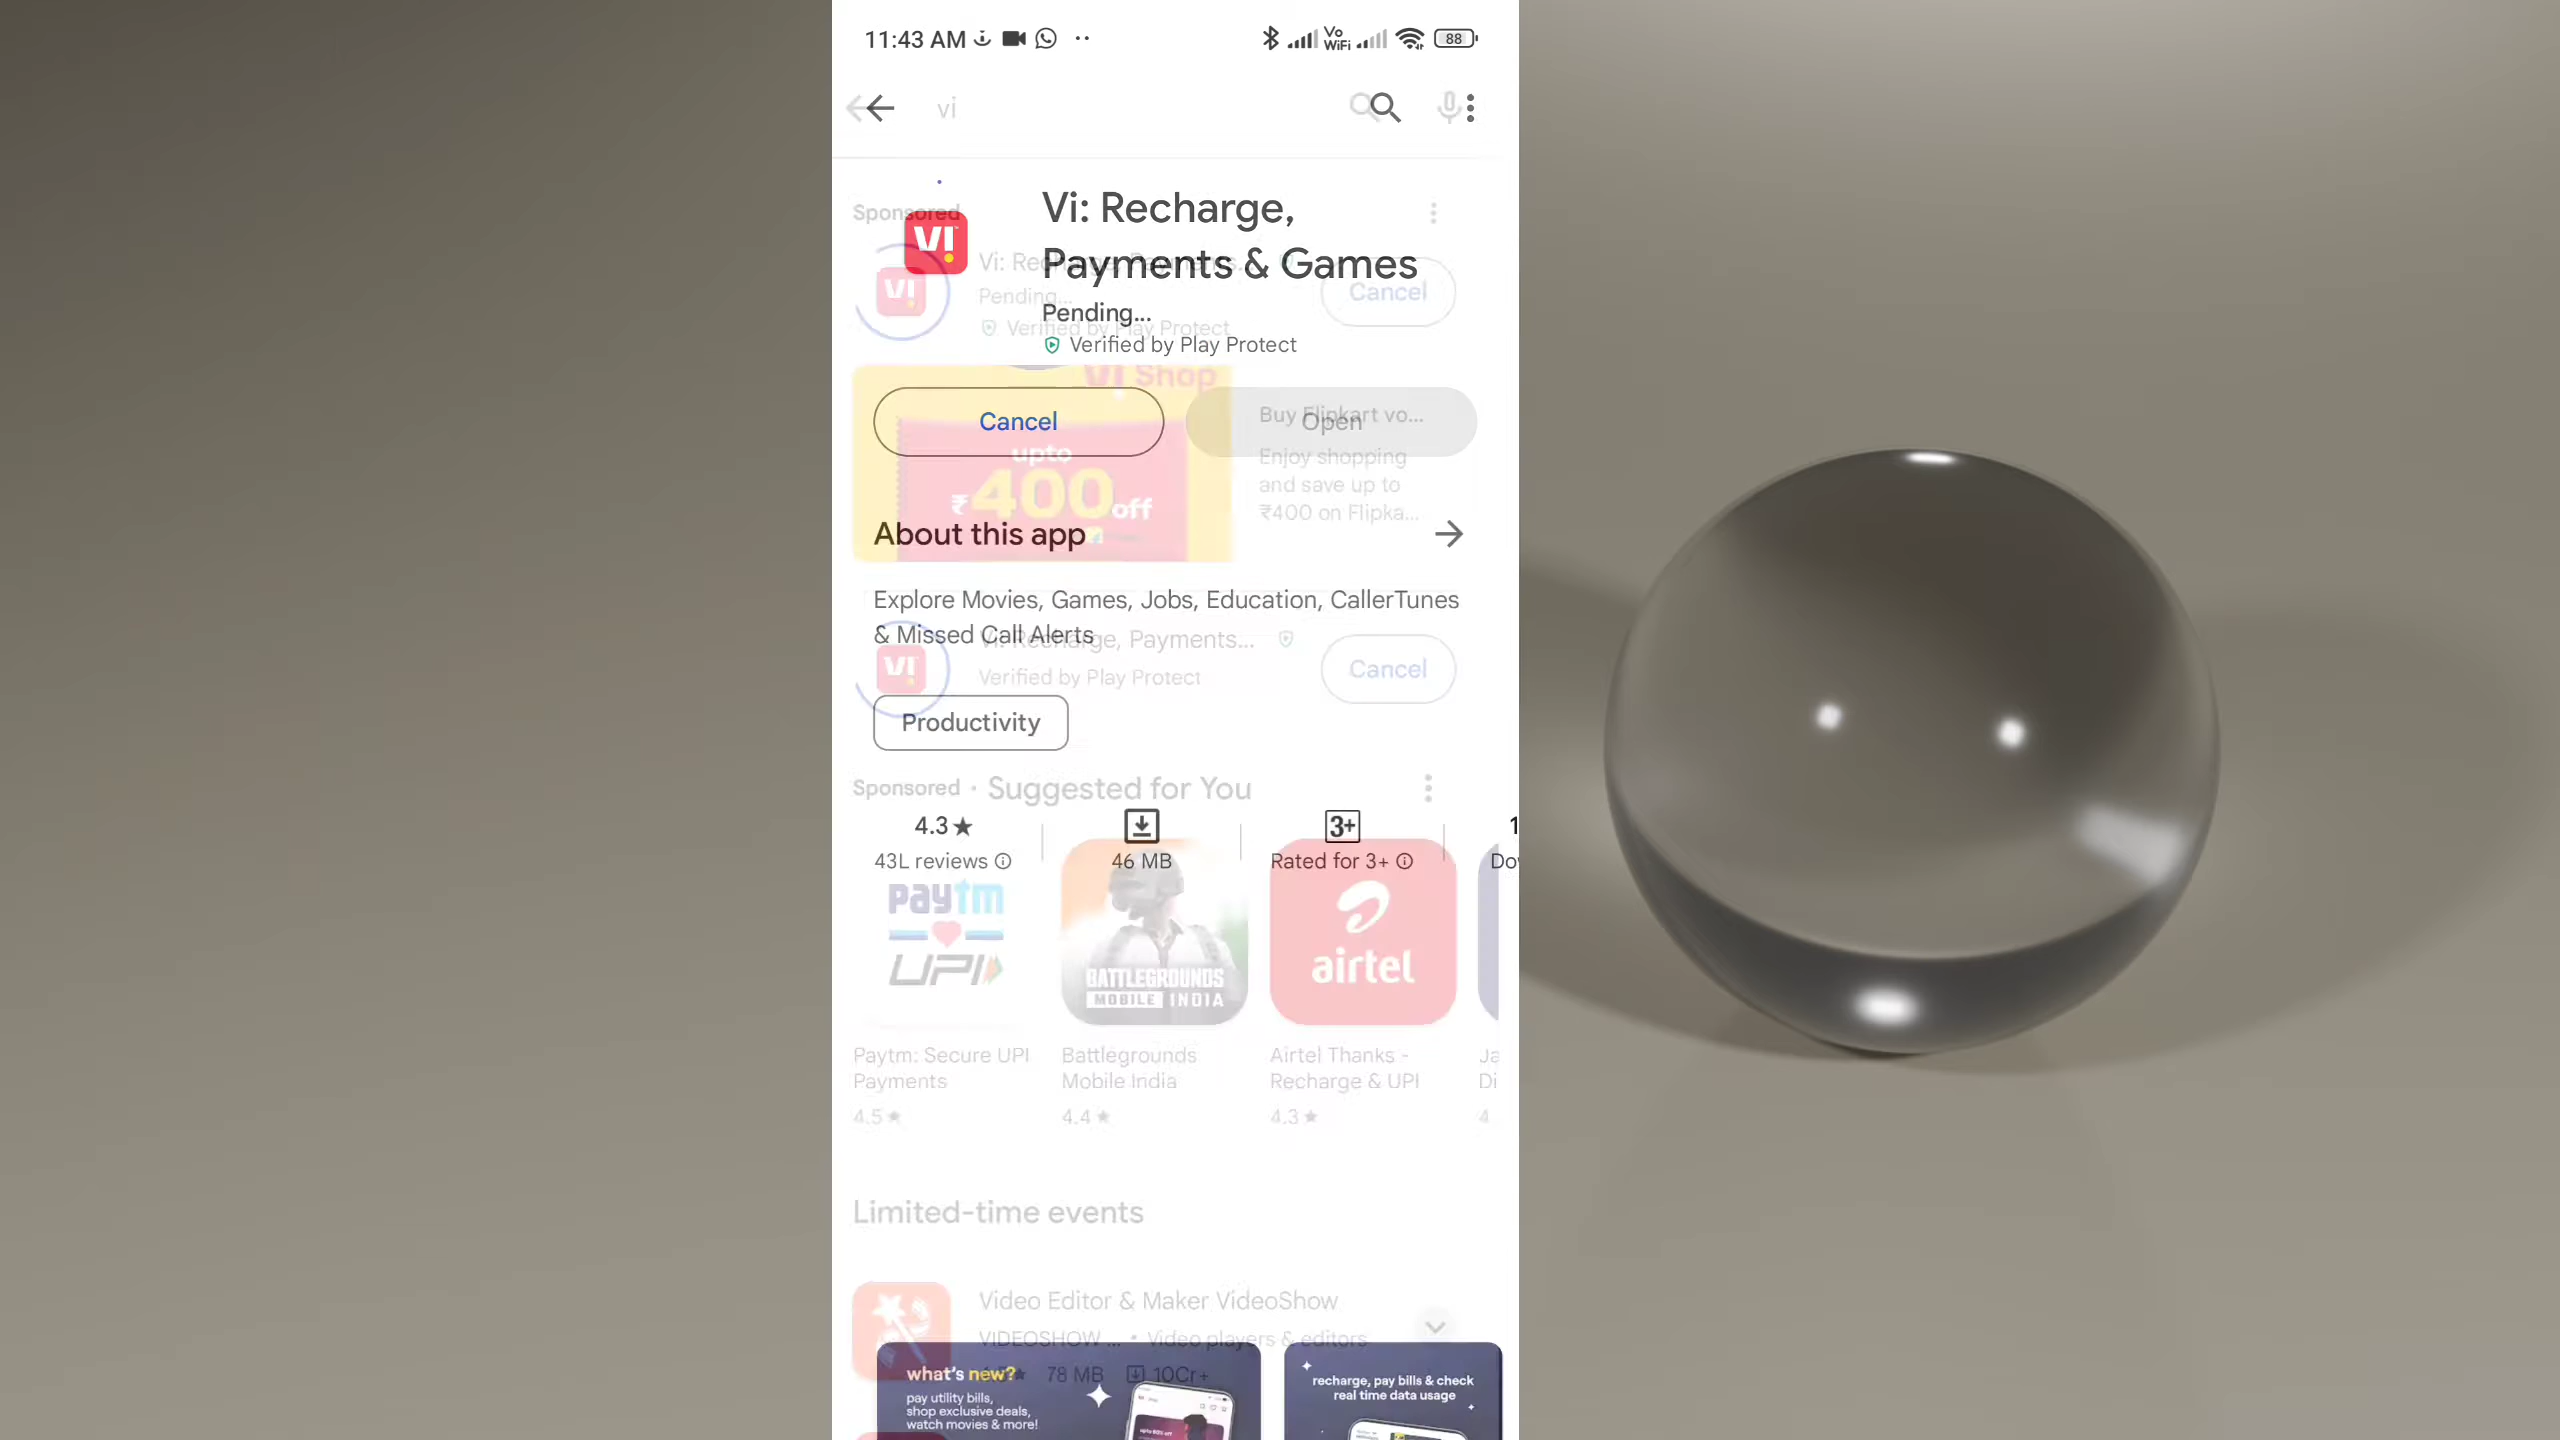 11:43 AM
Vo
WiFi
88
vi
Sponsored
VI
Vi: Recharge,
Payments & Games
Pending...
Verified by Play Protect
Pending...
Verified by Play Protect
Cancel
VI
VI Shop
Cancel
Open
Buy Flipkart vo...
upto
₹400 off
Enjoy shopping
and save up to
₹400 on Flipka...
About this app
Explore Movies, Games, Jobs, Education, CallerTunes
& Missed Call Alerts
Vi: Recharge, Payments...
Verified by Play Protect
Cancel
VI
Productivity
Sponsored • Suggested for You
4.3★
43L reviews
46 MB
3+
Rated for 3+
paytm
UPI
BATTLEGROUNDS
MOBILE INDIA
airtel
Paytm: Secure UPI
Payments
4.5★
Battlegrounds
Mobile India
4.4★
Airtel Thanks -
Recharge & UPI
4.3★
Limited-time events
Video Editor & Maker VideoShow
VIDEOSHOW ... • Video players & editors
78 MB 10Cr+
what's new?
pay utility bills,
shop exclusive deals,
watch movies & more!
recharge, pay bills & check
real time data usage